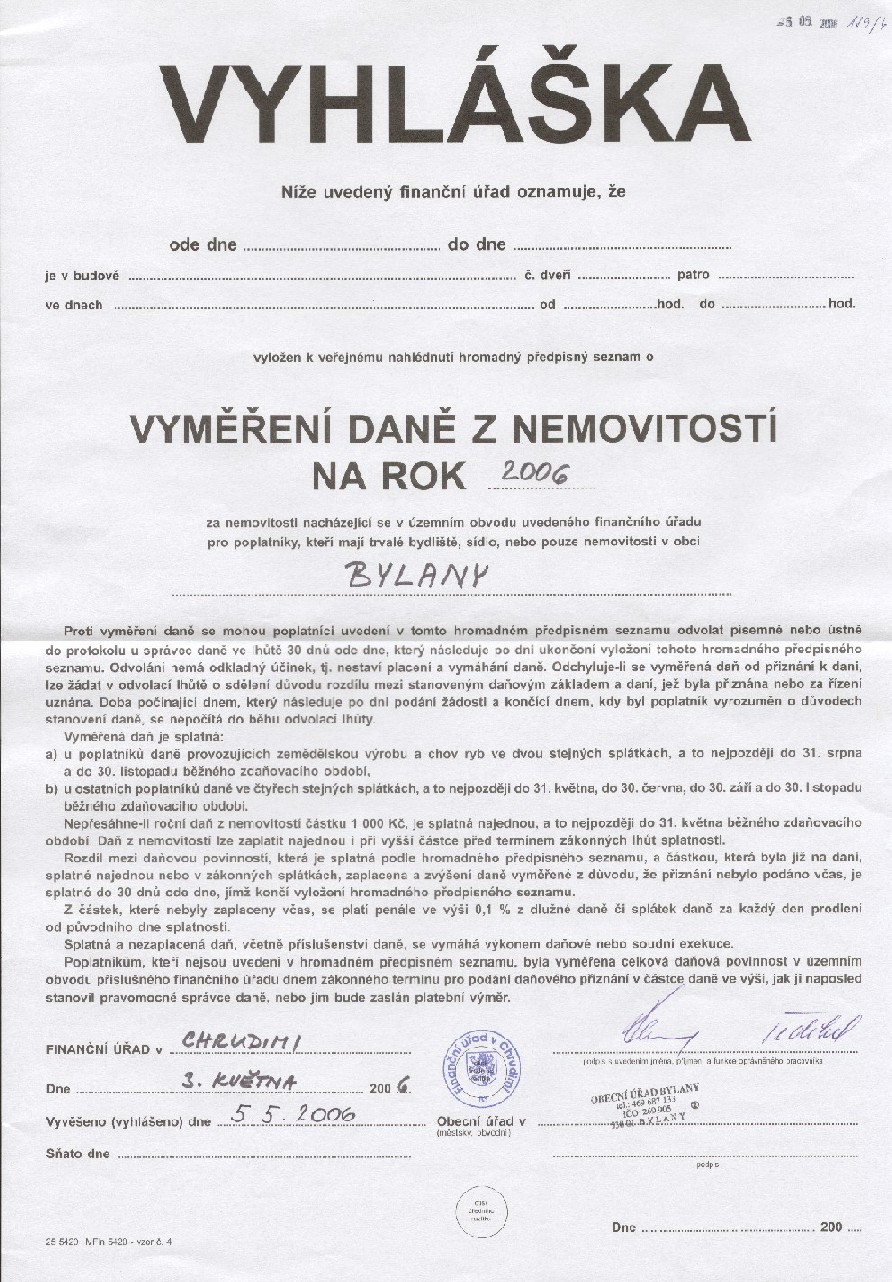 05 2006 119/6
VYHLÁŠKA
Níže uvedený finanční úřad oznamuje, že
ode dne ........ do dne ........
je v budově ........ č. dveří ........ patro ........
ve dnech ........ od ........ hod. do ........ hod.
vyložen k veřejnému nahlédnutí hromadný předpisný seznam o
VYMĚŘENÍ DANĚ Z NEMOVITOSTÍ
NA ROK 2006
za nemovitosti nacházející se v územním obvodu uvedeného finančního úřadu
pro poplatníky, kteří mají trvalé bydliště, sídlo, nebo pouze nemovitosti v obci
BYLANY
Proti vyměření daně se mohou poplatníci uvedení v tomto hromadném předpisném seznamu odvolat písemně nebo ústně
do protokolu u správce daně ve lhůtě 30 dnů ode dne, který následuje po dni ukončení vyložení tohoto hromadného předpisného
seznamu. Odvolání nemá odkladný účinek, tj. nestaví placení a vymáhání daně. Odchyluje-li se vyměřená daň od přiznání k dani,
lze žádat v odvolací lhůtě o sdělení důvodu rozdílu mezi stanoveným daňovým základem a daní, jež byla přiznána nebo za řízení
uznána. Doba počínající dnem, který následuje po dni podání žádosti a končící dnem, kdy byl poplatník vyrozuměn o důvodech
stanovení daně, se nepočítá do běhu odvolací lhůty.
Vyměřená daň je splatná:
a) u poplatníků daně provozujících zemědělskou výrobu a chov ryb ve dvou stejných splátkách, a to nejpozději do 31. srpna
a do 30. listopadu běžného zdaňovacího období,
b) u ostatních poplatníků daně ve čtyřech stejných splátkách, a to nejpozději do 31. května, do 30. června, do 30. září a do 30. listopadu
běžného zdaňovacího období.
Nepřesáhne-li roční daň z nemovitostí částku 1 000 Kč, je splatná najednou, a to nejpozději do 31. května běžného zdaňovacího
období. Daň z nemovitostí lze zaplatit najednou i při vyšší částce před termínem zákonných lhůt splatnosti.
Rozdíl mezi daňovou povinností, která je splatná podle hromadného předpisného seznamu, a částkou, která byla již na dani,
splatné najednou nebo v zákonných splátkách, zaplacena a zvýšení daně vyměřené z důvodu, že přiznání nebylo podáno včas, je
splatné do 30 dnů ode dne, jímž končí vyložení hromadného předpisného seznamu.
Z částek, které nebyly zaplaceny včas, se platí penále ve výši 0,1 % z dlužné daně či splátek daně za každý den prodlení
od původního dne splatnosti.
Splatná a nezaplacená daň, včetně příslušenství daně, se vymáhá výkonem daňové nebo soudní exekuce.
Poplatníkům, kteří nejsou uvedeni v hromadném předpisném seznamu, byla vyměřena celková daňová povinnost v územním
obvodu příslušného finančního úřadu dnem zákonného termínu pro podání daňového přiznání v částce daně ve výši, jak ji naposled
stanovil pravomocně správce daně, nebo jim bude zaslán platební výměr.
FINANČNÍ ÚŘAD v CHRUDIMI
Finanční úřad v Chrudimi
podpis s uvedením jména, příjmení a funkce oprávněného pracovníka
Dne 3. KVĚTNA 2006
OBECNÍ ÚŘAD BYLANY
Vyvěšeno (vyhlášeno) dne 5 5. 2006
Obecní úřad v ........
(městský, obvodní)
BYLANY
Sňato dne ........
podpis
Dne ........ 200 ....
25 5420 MFin 5420 - vzor č. 4